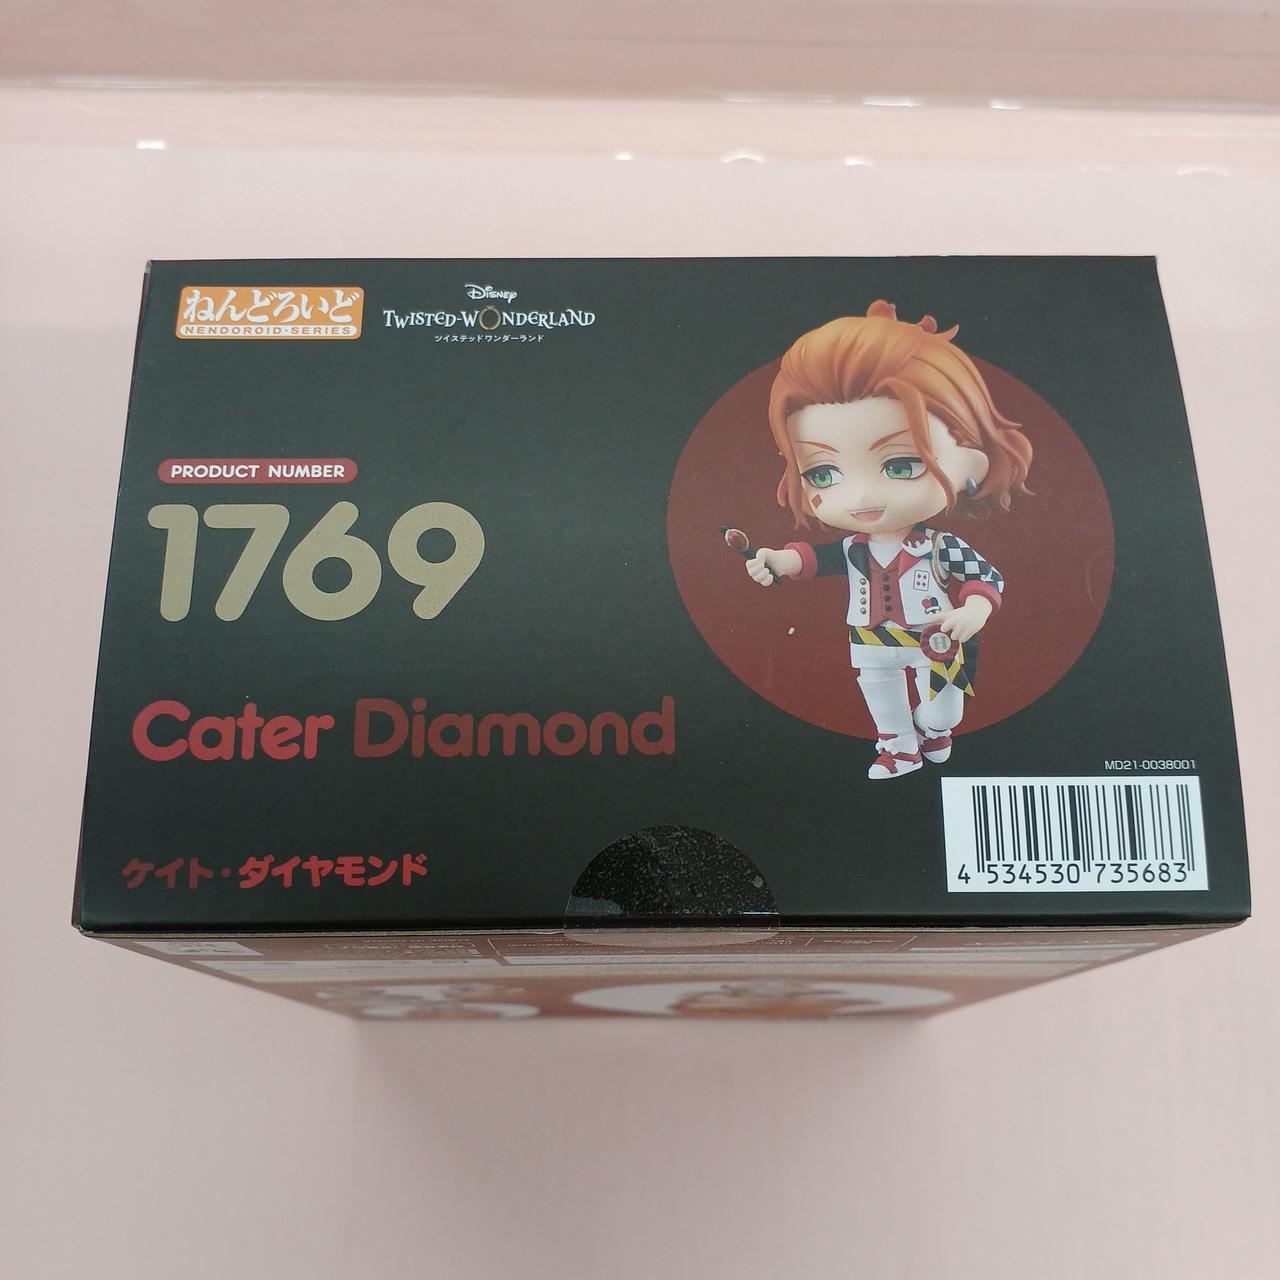 ねんどろいど
NENDOROID·SERIES
Disney
TWISTED-WONDERLAND
ツイステッドワンダーランド
PRODUCT NUMBER
1769
Cater Diamond
ケイト・ダイヤモンド
MD21-0038001
4 534530 735683
H